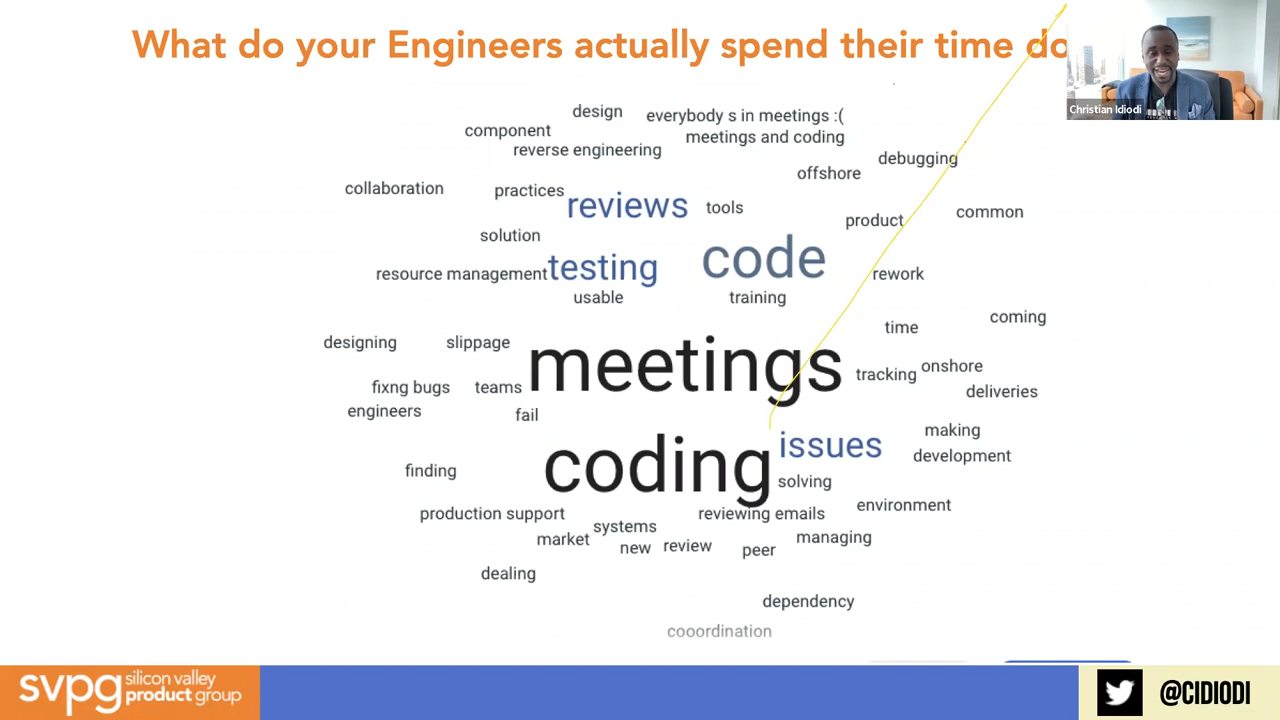 What do your Engineers actually spend their time do
Christian Idiodi
design
everybody s in meetings :(
component
meetings and coding
reverse engineering
debugging
offshore
collaboration
practices
reviews
tools
common
product
solution
code
resource management
testing
rework
usable
training
coming
time
designing
slippage
meetings
onshore
tracking
fixng bugs
teams
deliveries
engineers
fail
making
issues
development
coding
finding
solving
environment
production support
reviewing emails
systems
market
managing
new
review
peer
dealing
dependency
cooordination
svpg
silicon valley
product group
@CIDIODI